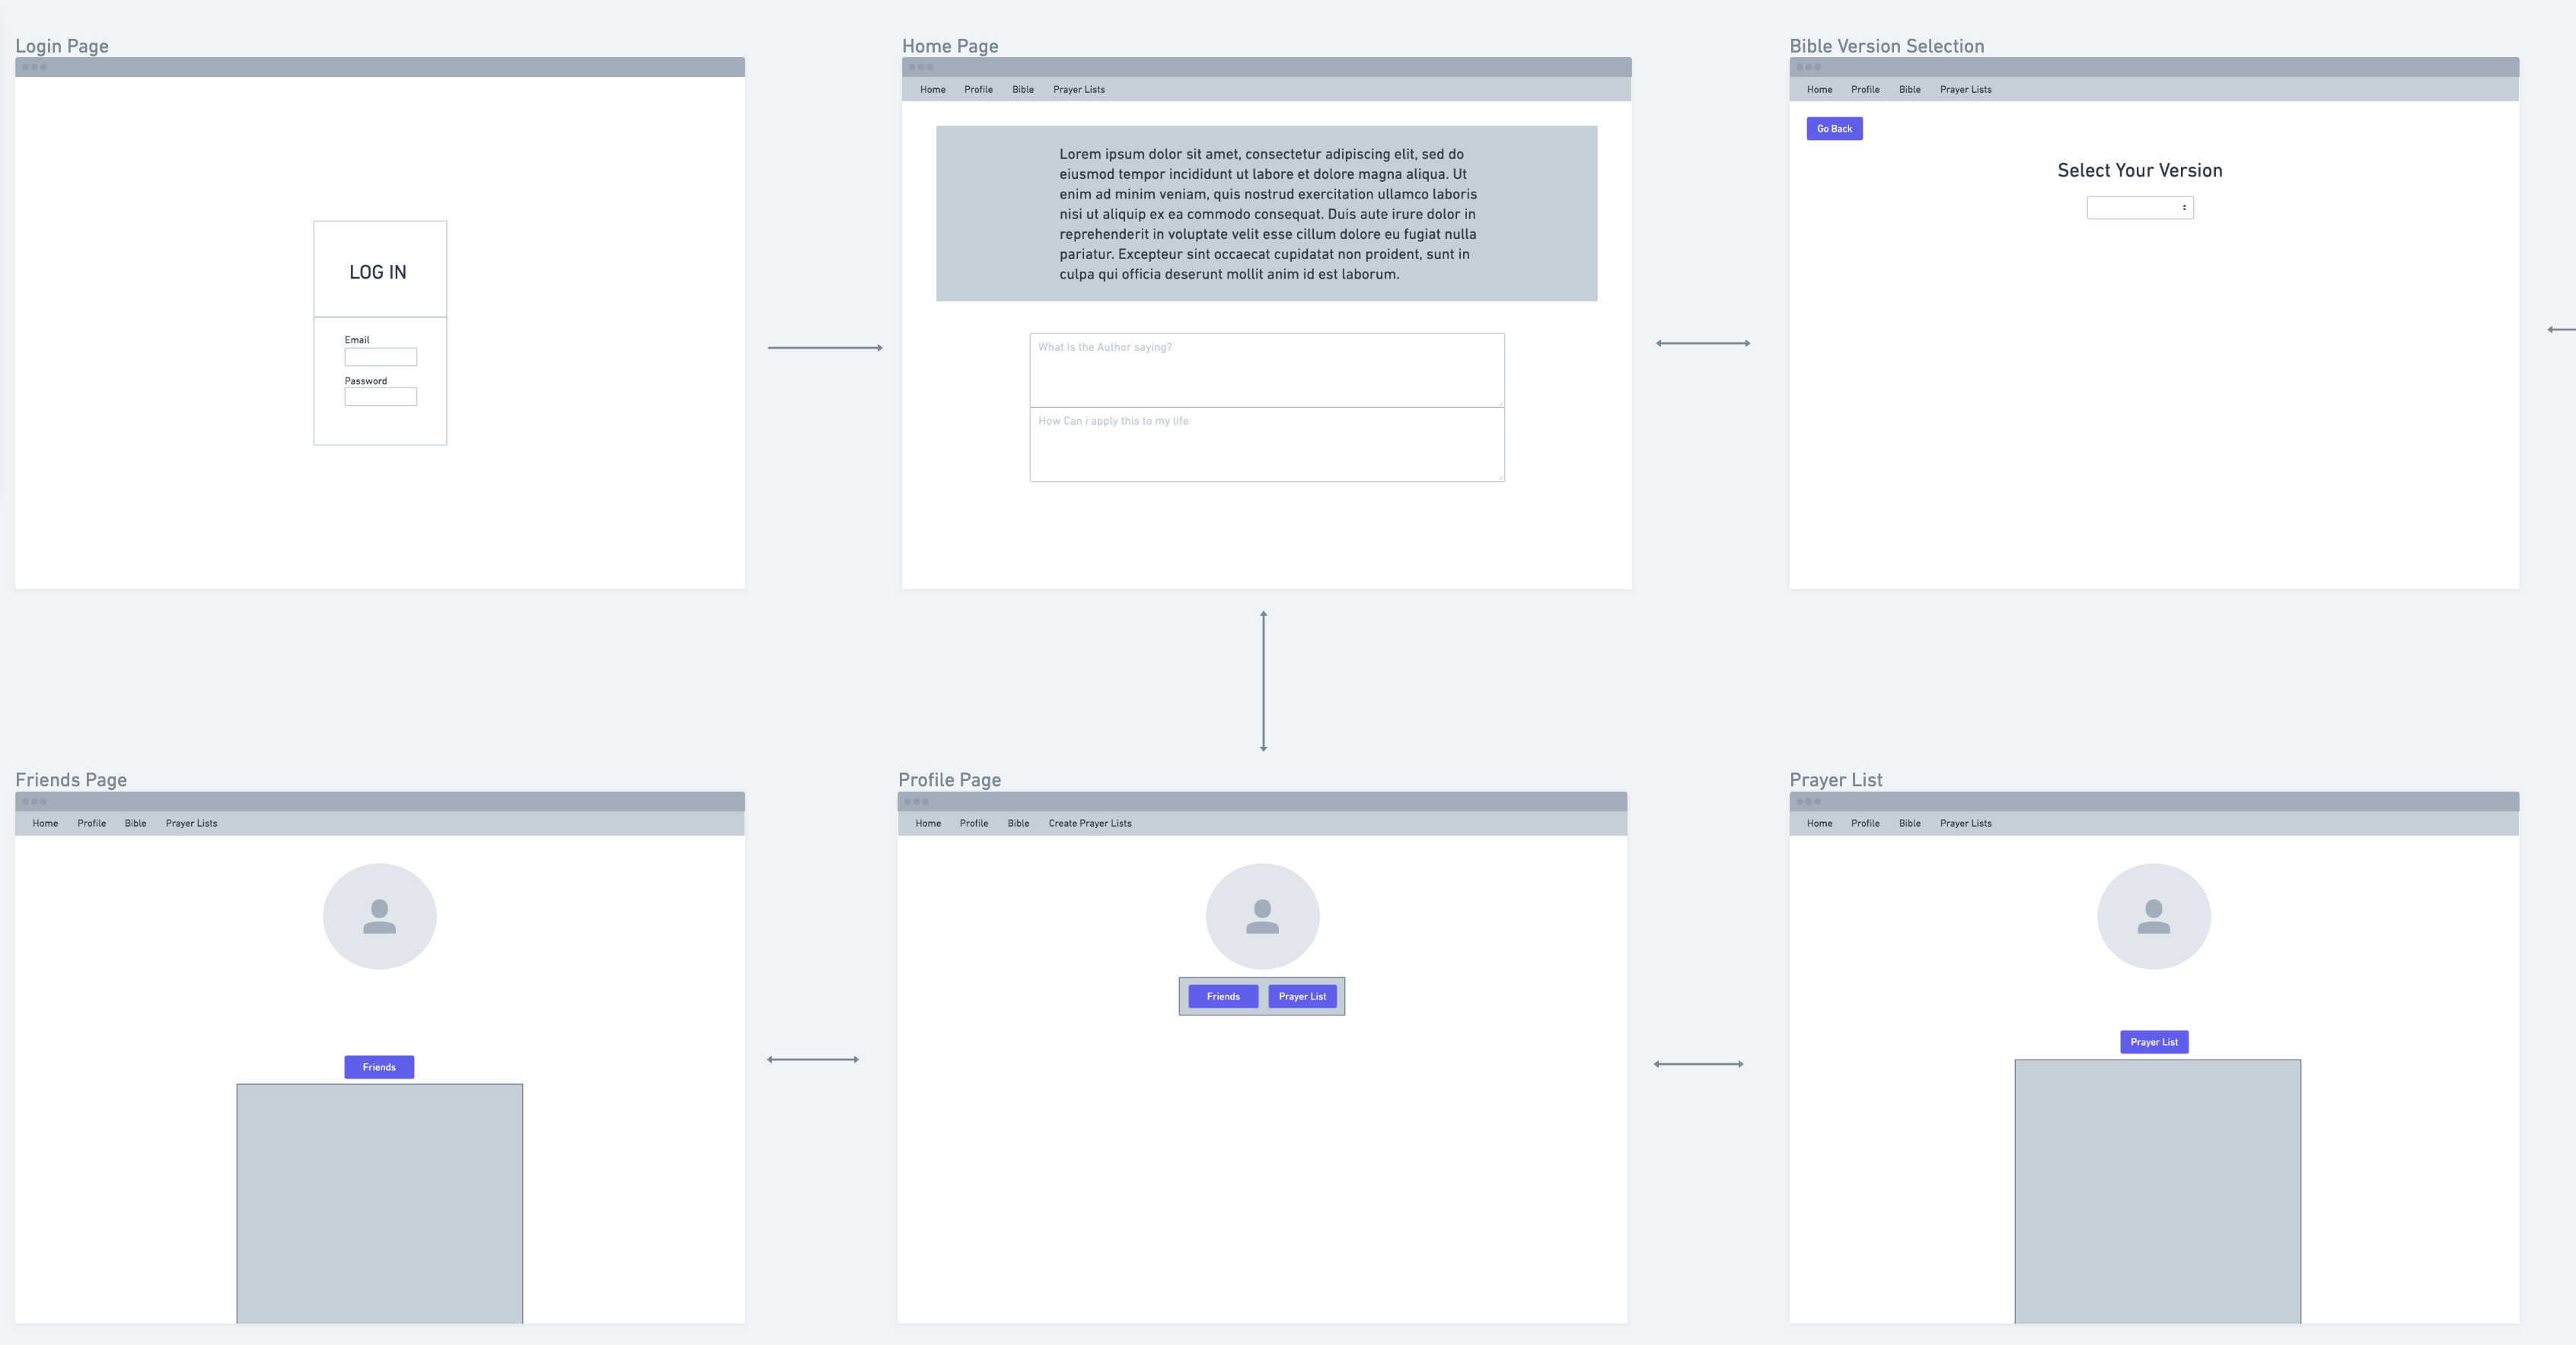 Login Page
LOG IN
Email
Password
Home Page
Home Profile Bible Prayer Lists
Lorem ipsum dolor sit amet, consectetur adipiscing elit, sed do
eiusmod tempor incididunt ut labore et dolore magna aliqua. Ut
enim ad minim veniam, quis nostrud exercitation ullamco laboris
nisi ut aliquip ex ea commodo consequat. Duis aute irure dolor in
reprehenderit in voluptate velit esse cillum dolore eu fugiat nulla
pariatur. Excepteur sint occaecat cupidatat non proident, sunt in
culpa qui officia deserunt mollit anim id est laborum.
What is the Author saying?
How Can i apply this to my life
Bible Version Selection
Home Profile Bible Prayer Lists
Go Back
Select Your Version
Friends Page
Home Profile Bible Prayer Lists
Friends
Profile Page
Home Profile Bible Create Prayer Lists
Friends Prayer List
Prayer List
Home Profile Bible Prayer Lists
Prayer List